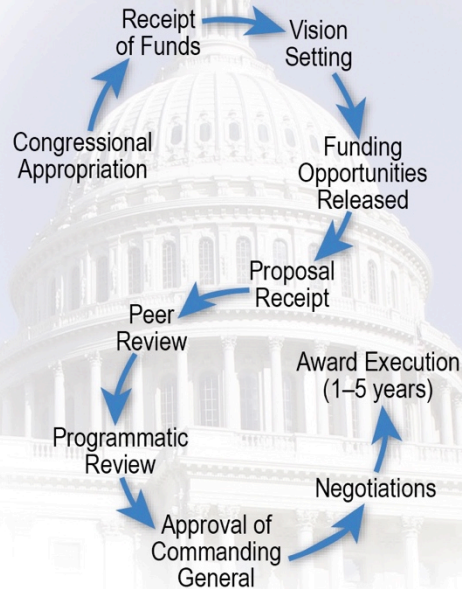 Receipt
of Funds
Vision
Setting
Congressional
Appropriation
Funding
Opportunities
Released
Proposal
Receipt
Peer
Review
Award Execution
(1–5 years)
Programmatic
Review
Negotiations
Approval of
Commanding
General